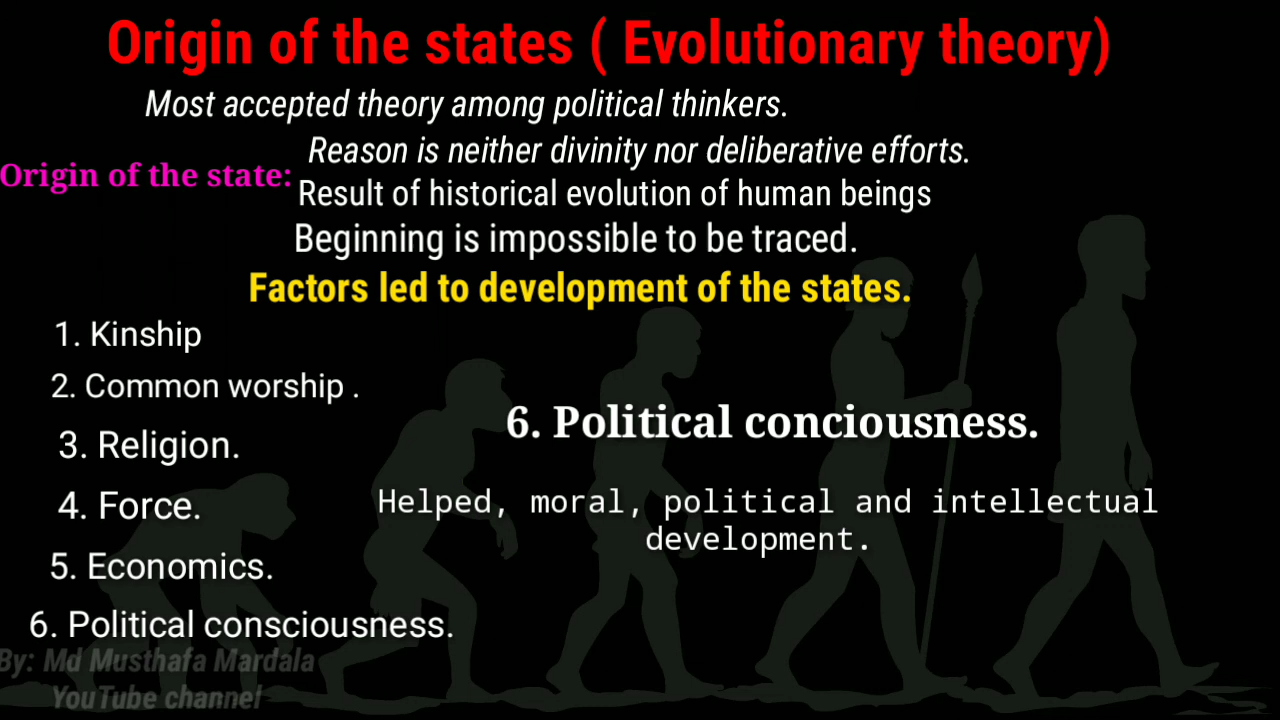 Origin of the states ( Evolutionary theory)
Most accepted theory among political thinkers.
Reason is neither divinity nor deliberative efforts.
Origin of the state:
Result of historical evolution of human beings
Beginning is impossible to be traced.
Factors led to development of the states.
1. Kinship
2. Common worship .
3. Religion.
4. Force.
5. Economics.
6. Political consciousness.
6. Political conciousness.
Helped, moral, political and intellectual
development.
By: Md Musthafa Mardala
YouTube channel